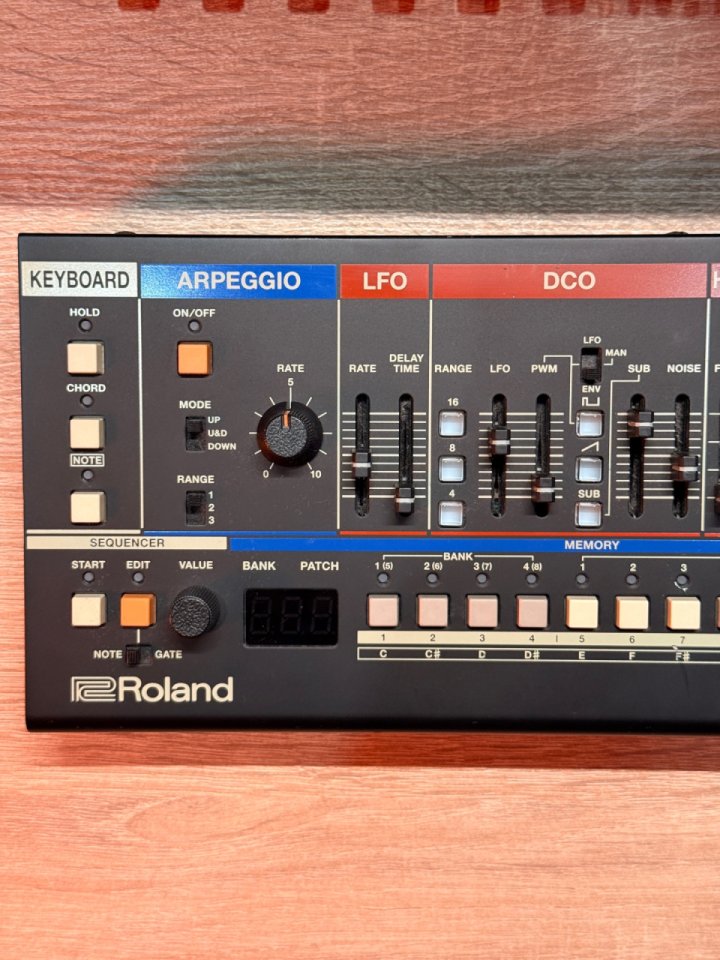 KEYBOARD
HOLD
CHORD
NOTE
ARPEGGIO
ON/OFF
MODE
UP
U&D
DOWN
RANGE
1
2
3
RATE
5
0
10
LFO
RATE
DELAY
TIME
DCO
RANGE
16
8
4
LFO
PWM
LFO
MAN
ENV
SUB
SUB
NOISE
SEQUENCER
START
EDIT
VALUE
NOTE
GATE
MEMORY
BANK
PATCH
BANK
1 (5)
2 (6)
3 (7)
4 (8)
1
2
3
1
2
3
4
5
6
7
C
C#
D
D#
E
F
F#
Roland